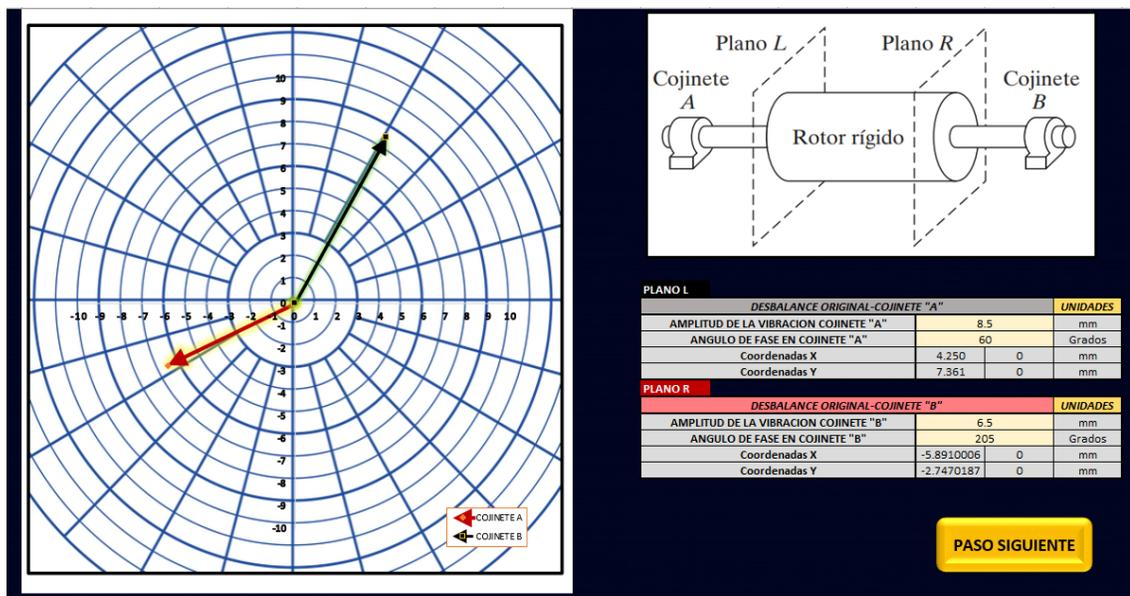 10
9
8
7
6
5
4
3
2
1
0
-10 -9 -8 -7 -6 -5 -4 -3 -2 -1 0 1 2 3 4 5 6 7 8 9 10
-1
-2
-3
-4
-5
-6
-7
-8
-9
-10
COJINETE A
COJINETE B
Plano L
Plano R
Cojinete
A
Cojinete
B
Rotor rígido
PLANO L
DESBALANCE ORIGINAL-COJINETE "A" UNIDADES
AMPLITUD DE LA VIBRACION COJINETE "A" 8.5 mm
ANGULO DE FASE EN COJINETE "A" 60 Grados
Coordenadas X 4.250 0 mm
Coordenadas Y 7.361 0 mm
PLANO R
DESBALANCE ORIGINAL-COJINETE "B" UNIDADES
AMPLITUD DE LA VIBRACION COJINETE "B" 6.5 mm
ANGULO DE FASE EN COJINETE "B" 205 Grados
Coordenadas X -5.8910006 0 mm
Coordenadas Y -2.7470187 0 mm
PASO SIGUIENTE